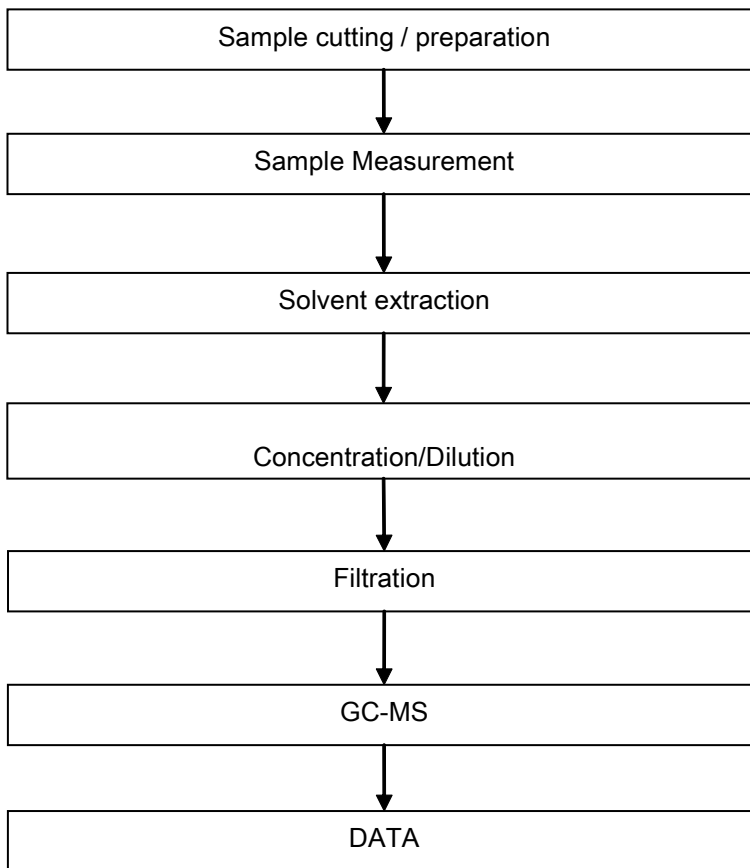 Sample cutting / preparation
Sample Measurement
Solvent extraction
Concentration/Dilution
Filtration
GC-MS
DATA